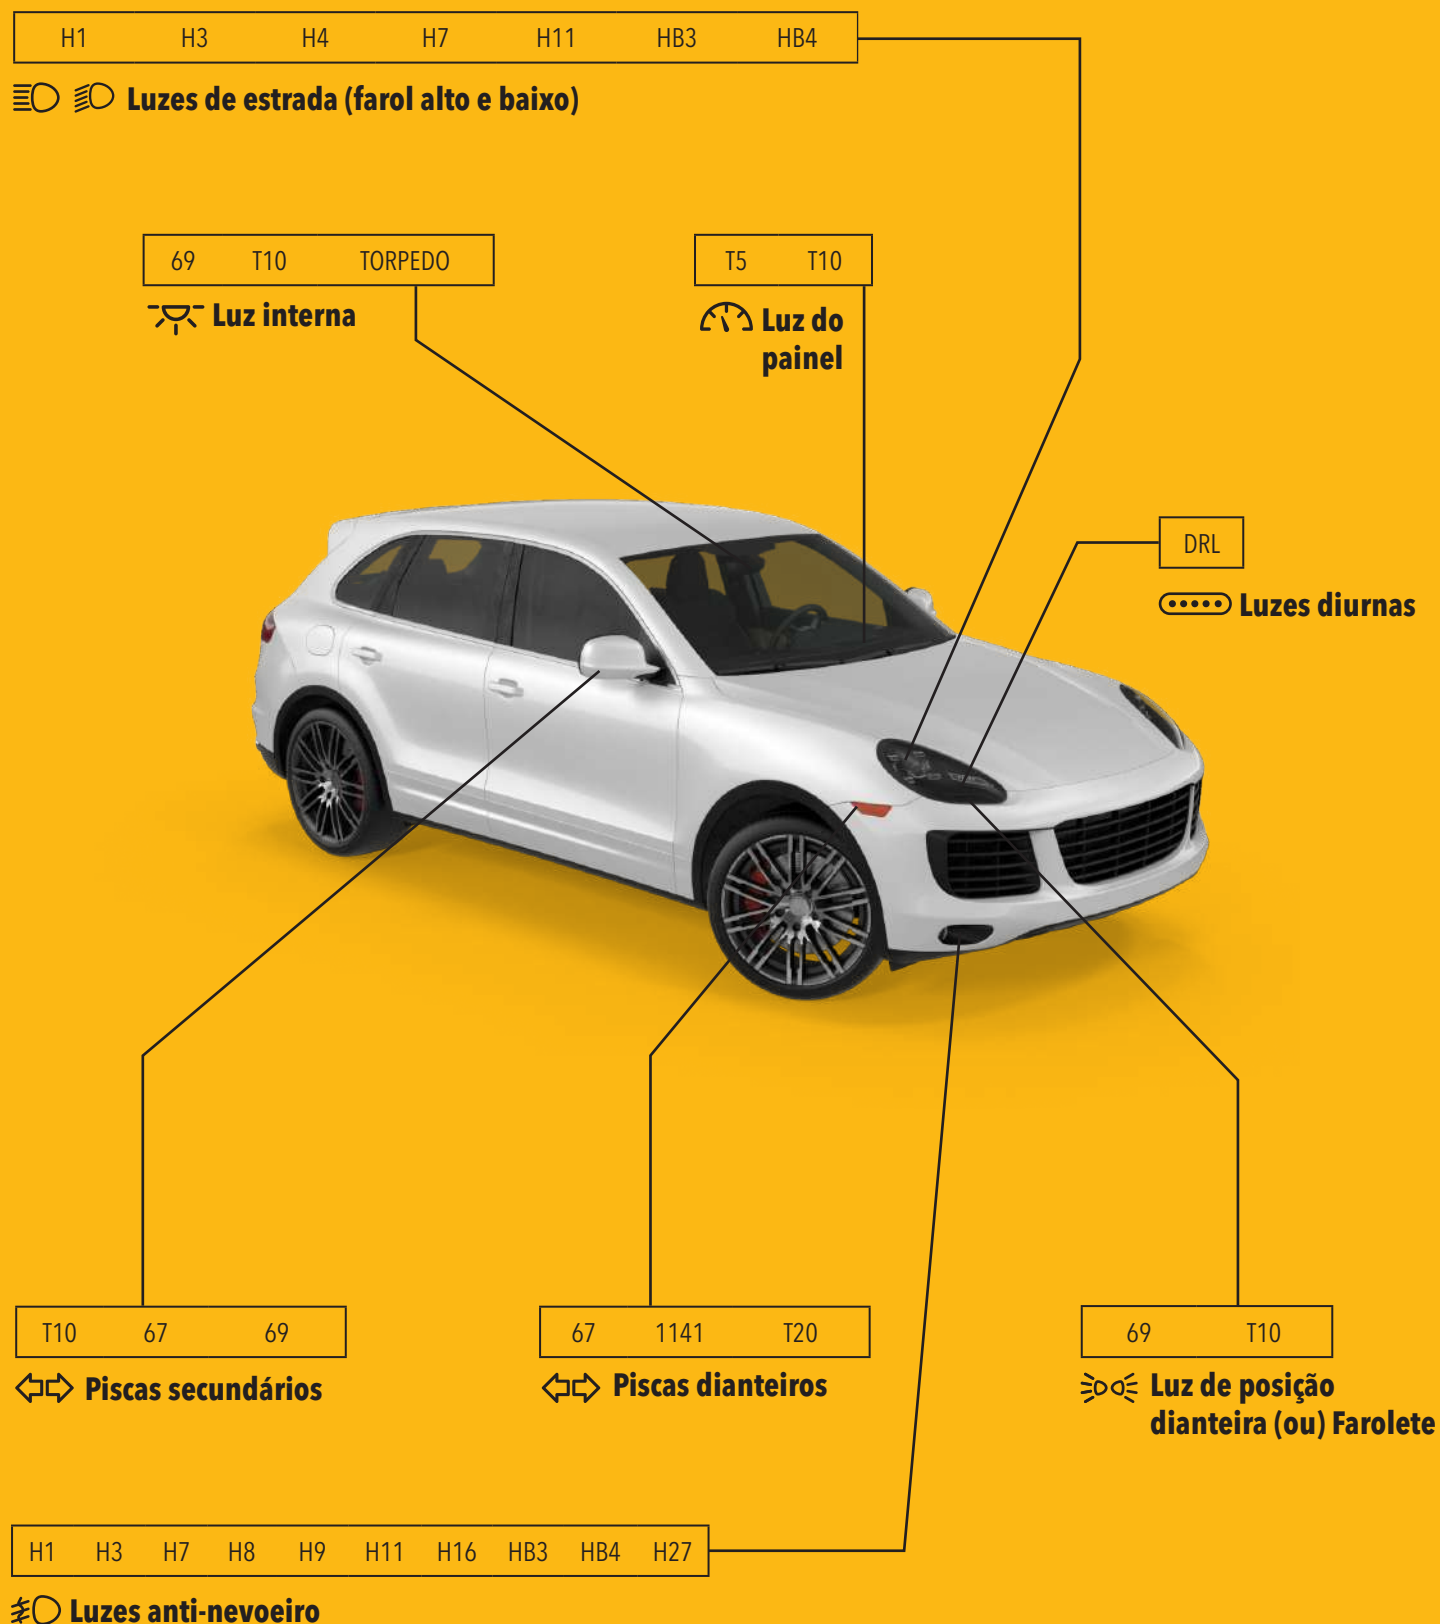 H1 H3 H4 H7 H11 HB3 HB4
Luzes de estrada (farol alto e baixo)
69 T10 TORPEDO
Luz interna
T5 T10
Luz do
painel
DRL
Luzes diurnas
T10 67 69
Piscas secundários
67 1141 T20
Piscas dianteiros
69 T10
Luz de posição
dianteira (ou) Farolete
H1 H3 H7 H8 H9 H11 H16 HB3 HB4 H27
Luzes anti-nevoeiro